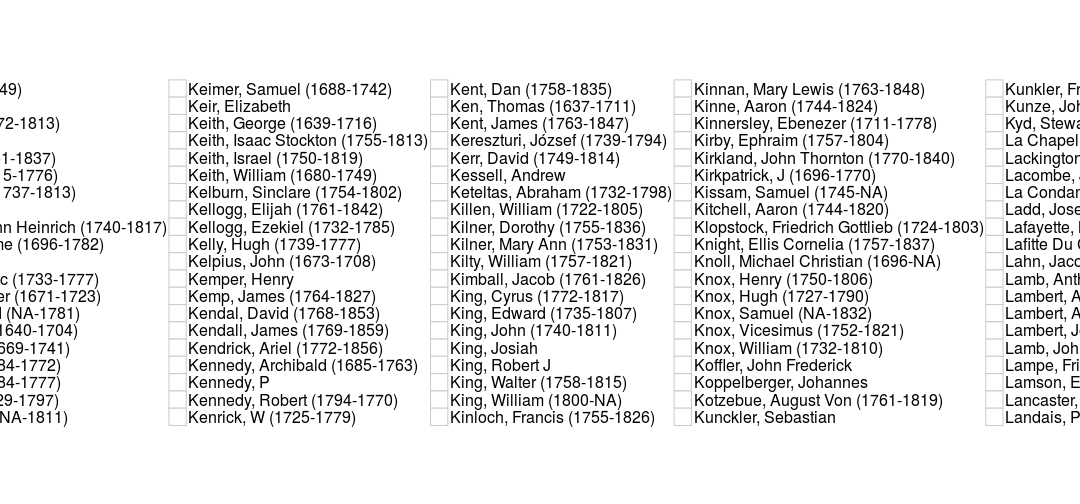 49)
72-1813)
1-1837)
5-1776)
737-1813)
nn Heinrich (1740-1817)
ne (1696-1782)
c (1733-1777)
er (1671-1723)
(NA-1781)
1640-1704)
669-1741)
34-1772)
34-1777)
29-1797)
NA-1811)
Keimer, Samuel (1688-1742)
Keir, Elizabeth
Keith, George (1639-1716)
Keith, Isaac Stockton (1755-1813)
Keith, Israel (1750-1819)
Keith, William (1680-1749)
Kelburn, Sinclare (1754-1802)
Kellogg, Elijah (1761-1842)
Kellogg, Ezekiel (1732-1785)
Kelly, Hugh (1739-1777)
Kelpius, John (1673-1708)
Kemper, Henry
Kemp, James (1764-1827)
Kendal, David (1768-1853)
Kendall, James (1769-1859)
Kendrick, Ariel (1772-1856)
Kennedy, Archibald (1685-1763)
Kennedy, P
Kennedy, Robert (1794-1770)
Kenrick, W (1725-1779)
Kent, Dan (1758-1835)
Ken, Thomas (1637-1711)
Kent, James (1763-1847)
Kereszturi, József (1739-1794)
Kerr, David (1749-1814)
Kessell, Andrew
Keteltas, Abraham (1732-1798)
Killen, William (1722-1805)
Kilner, Dorothy (1755-1836)
Kilner, Mary Ann (1753-1831)
Kilty, William (1757-1821)
Kimball, Jacob (1761-1826)
King, Cyrus (1772-1817)
King, Edward (1735-1807)
King, John (1740-1811)
King, Josiah
King, Robert J
King, Walter (1758-1815)
King, William (1800-NA)
Kinloch, Francis (1755-1826)
Kinnan, Mary Lewis (1763-1848)
Kinne, Aaron (1744-1824)
Kinnersley, Ebenezer (1711-1778)
Kirby, Ephraim (1757-1804)
Kirkland, John Thornton (1770-1840)
Kirkpatrick, J (1696-1770)
Kissam, Samuel (1745-NA)
Kitchell, Aaron (1744-1820)
Klopstock, Friedrich Gottlieb (1724-1803)
Knight, Ellis Cornelia (1757-1837)
Knoll, Michael Christian (1696-NA)
Knox, Henry (1750-1806)
Knox, Hugh (1727-1790)
Knox, Samuel (NA-1832)
Knox, Vicesimus (1752-1821)
Knox, William (1732-1810)
Koffler, John Frederick
Koppelberger, Johannes
Kotzebue, August Von (1761-1819)
Kunckler, Sebastian
Kunkler, Fr
Kunze, Joh
Kyd, Stewa
La Chapel
Lackington
Lacombe,
La Condar
Ladd, Jose
Lafayette,
Lafitte Du
Lahn, Jaco
Lamb, Anth
Lambert, A
Lambert, A
Lambert, J
Lamb, Joh
Lampe, Fri
Lamson, E
Lancaster,
Landais, P